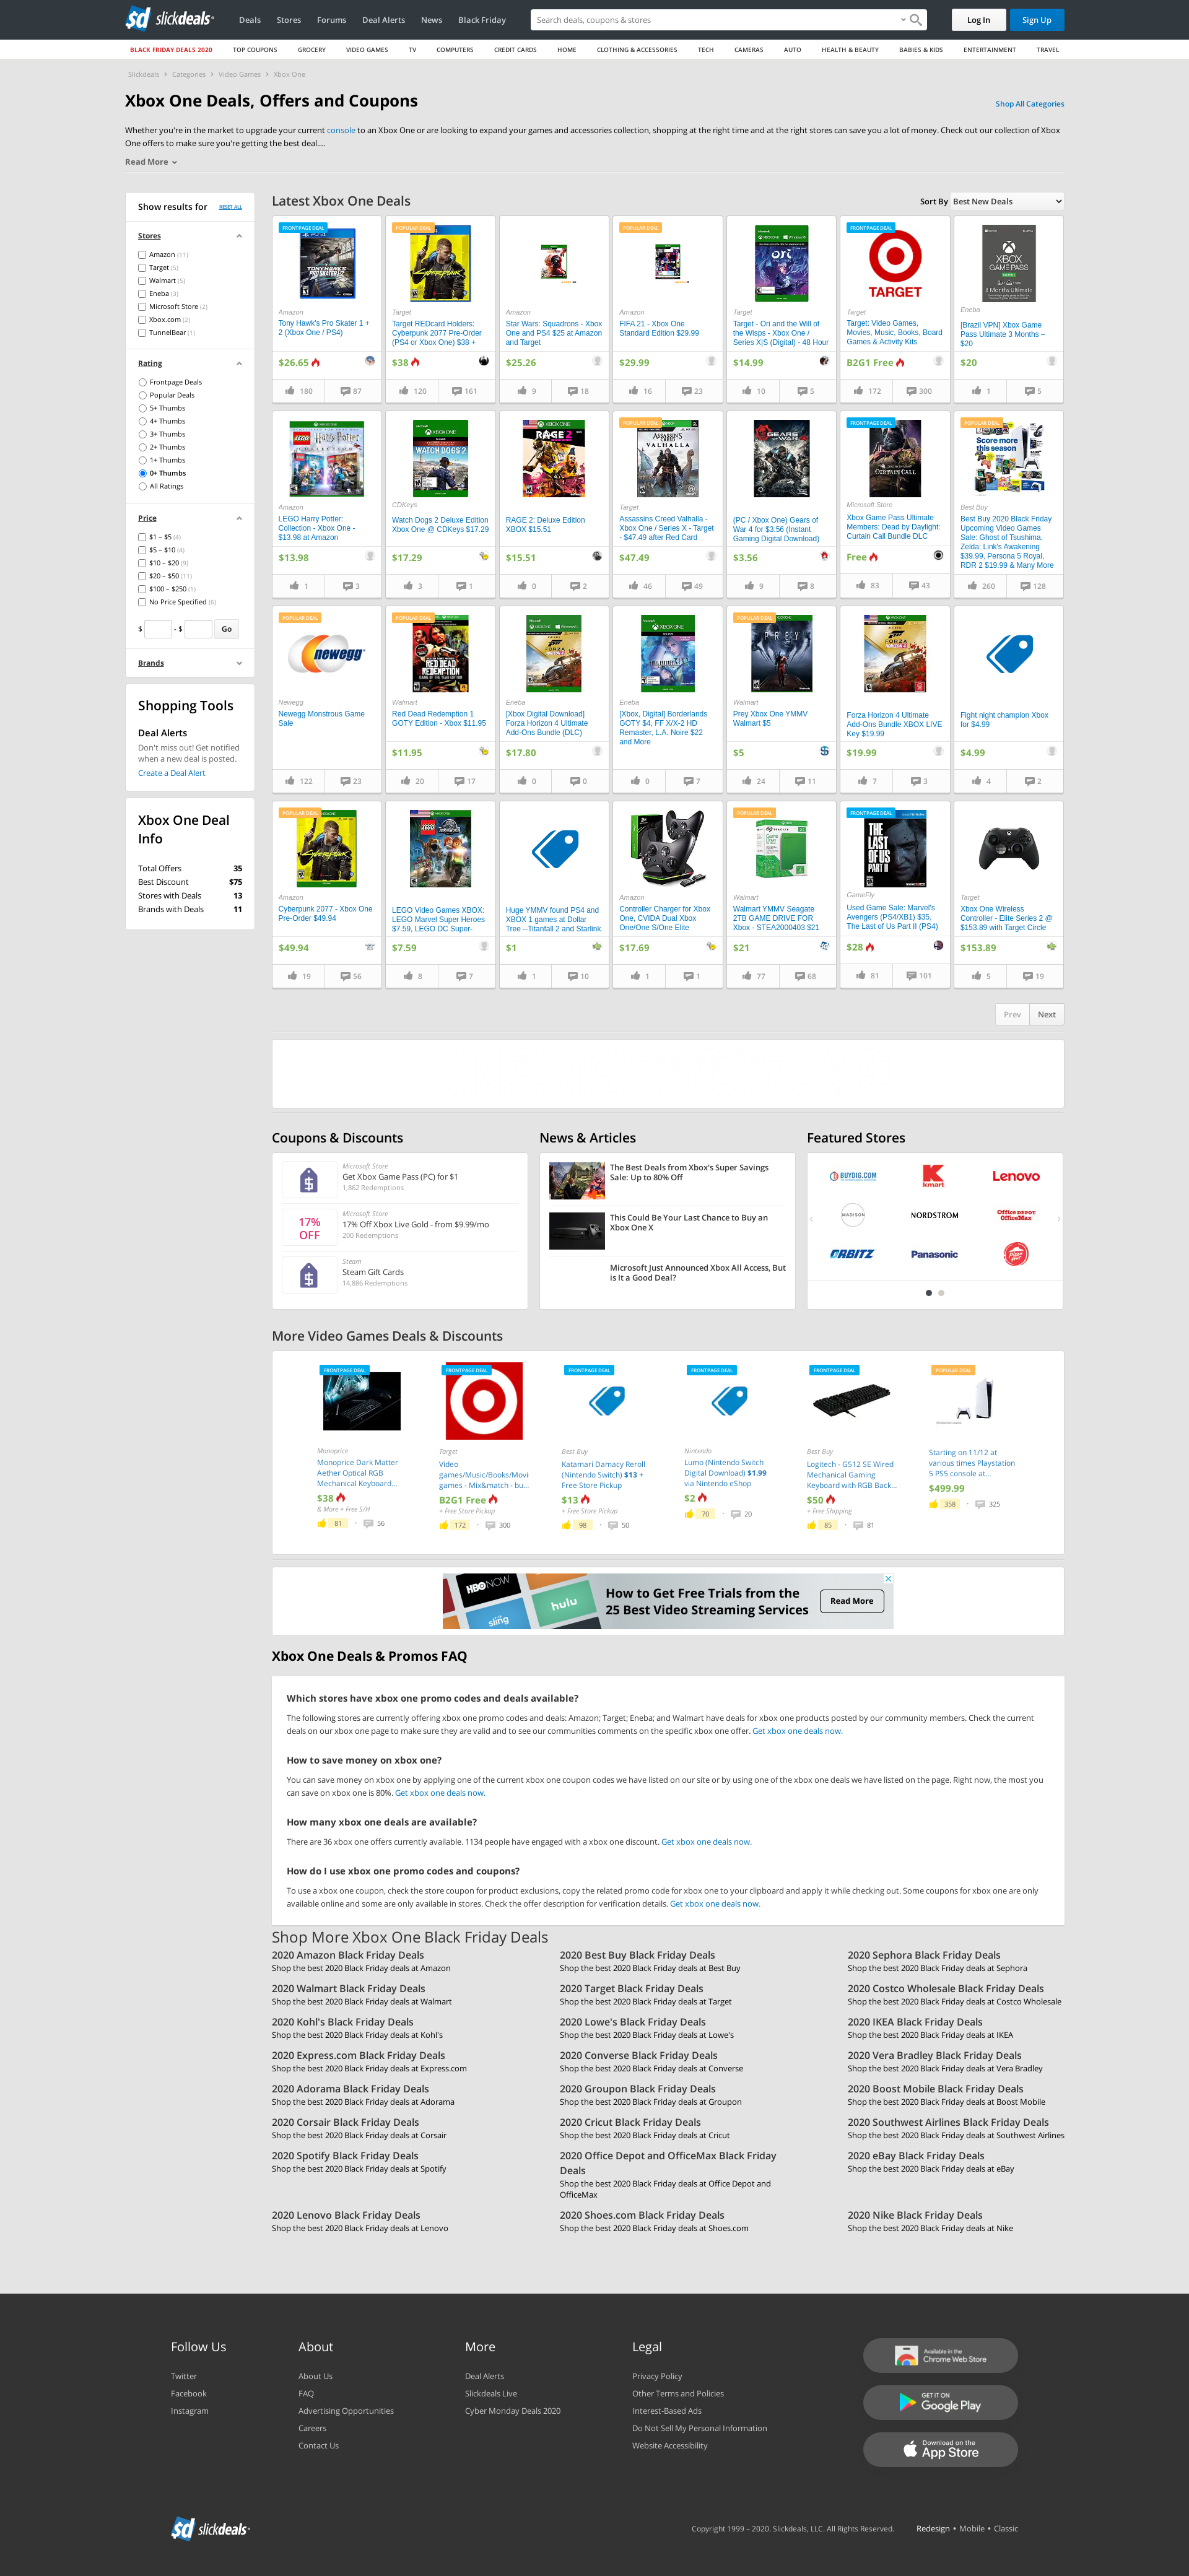 slickdeals
Deals Stores Forums Deal Alerts News Black Friday
Search deals, coupons & stores
Log In Sign Up
BLACK FRIDAY DEALS 2020 TOP COUPONS GROCERY VIDEO GAMES TV COMPUTERS CREDIT CARDS HOME CLOTHING & ACCESSORIES TECH CAMERAS AUTO HEALTH & BEAUTY BABIES & KIDS ENTERTAINMENT TRAVEL
Slickdeals > Categories > Video Games > Xbox One
Xbox One Deals, Offers and Coupons
Shop All Categories
Whether you're in the market to upgrade your current console to an Xbox One or are looking to expand your games and accessories collection, shopping at the right time and at the right stores can save you a lot of money. Check out our collection of Xbox
One offers to make sure you're getting the best deal....
Read More
Show results for RESET ALL
Stores
Amazon (11)
Target (5)
Walmart (5)
Eneba (3)
Microsoft Store (2)
Xbox.com (2)
TunnelBear (1)
Rating
Frontpage Deals
Popular Deals
5+ Thumbs
4+ Thumbs
3+ Thumbs
2+ Thumbs
1+ Thumbs
0+ Thumbs
All Ratings
Price
$1 – $5 (4)
$5 – $10 (4)
$10 – $20 (9)
$20 – $50 (11)
$100 – $250 (1)
No Price Specified (6)
$ - $ Go
Brands
Shopping Tools
Deal Alerts
Don't miss out! Get notified
when a new deal is posted.
Create a Deal Alert
Xbox One Deal
Info
Total Offers 35
Best Discount $75
Stores with Deals 13
Brands with Deals 11
Latest Xbox One Deals
Sort By Best New Deals
FRONTPAGE DEAL
Amazon
Tony Hawk's Pro Skater 1 +
2 (Xbox One / PS4)
$26.65
180 87
POPULAR DEAL
Target
Target REDcard Holders:
Cyberpunk 2077 Pre-Order
(PS4 or Xbox One) $38 +
$38
120 161
Amazon
Star Wars: Squadrons - Xbox
One and PS4 $25 at Amazon
and Target
$25.26
9 18
POPULAR DEAL
Amazon
FIFA 21 - Xbox One
Standard Edition $29.99
$29.99
16 23
Target
Target - Ori and the Will of
the Wisps - Xbox One /
Series X|S (Digital) - 48 Hour
$14.99
10 5
FRONTPAGE DEAL
TARGET
Target
Target: Video Games,
Movies, Music, Books, Board
Games & Activity Kits
B2G1 Free
172 300
XBOX
GAME PASS
3 Months Ultimate
Eneba
[Brazil VPN] Xbox Game
Pass Ultimate 3 Months –
$20
$20
1 5
Amazon
LEGO Harry Potter:
Collection - Xbox One -
$13.98 at Amazon
$13.98
1 3
WATCH DOGS 2
CDKeys
Watch Dogs 2 Deluxe Edition
Xbox One @ CDKeys $17.29
$17.29
3 1
RAGE 2
RAGE 2: Deluxe Edition
XBOX $15.51
$15.51
0 2
POPULAR DEAL
VALHALLA
Target
Assassins Creed Valhalla -
Xbox One / Series X - Target
- $47.49 after Red Card
$47.49
46 49
(PC / Xbox One) Gears of
War 4 for $3.56 (Instant
Gaming Digital Download)
$3.56
9 8
FRONTPAGE DEAL
CURTAIN CALL
Microsoft Store
Xbox Game Pass Ultimate
Members: Dead by Daylight:
Curtain Call Bundle DLC
Free
83 43
POPULAR DEAL
Score more
this season
Best Buy
Best Buy 2020 Black Friday
Upcoming Video Games
Sale: Ghost of Tsushima,
Zelda: Link's Awakening
$39.99, Persona 5 Royal,
RDR 2 $19.99 & Many More
260 128
POPULAR DEAL
newegg
Newegg
Newegg Monstrous Game
Sale
122 23
POPULAR DEAL
RED DEAD REDEMPTION
Walmart
Red Dead Redemption 1
GOTY Edition - Xbox $11.95
$11.95
20 17
Eneba
[Xbox Digital Download]
Forza Horizon 4 Ultimate
Add-Ons Bundle (DLC)
$17.80
0 0
Eneba
[Xbox, Digital] Borderlands
GOTY $4, FF X/X-2 HD
Remaster, L.A. Noire $22
and More
0 7
POPULAR DEAL
PREY
Walmart
Prey Xbox One YMMV
Walmart $5
$5
24 11
Forza Horizon 4 Ultimate
Add-Ons Bundle XBOX LIVE
Key $19.99
$19.99
7 3
Fight night champion Xbox
for $4.99
$4.99
4 2
POPULAR DEAL
Amazon
Cyberpunk 2077 - Xbox One
Pre-Order $49.94
$49.94
19 56
LEGO Video Games XBOX:
LEGO Marvel Super Heroes
$7.59, LEGO DC Super-
$7.59
8 7
Huge YMMV found PS4 and
XBOX 1 games at Dollar
Tree --Titanfall 2 and Starlink
$1
1 10
Amazon
Controller Charger for Xbox
One, CVIDA Dual Xbox
One/One S/One Elite
$17.69
1 1
POPULAR DEAL
Walmart
Walmart YMMV Seagate
2TB GAME DRIVE FOR
Xbox - STEA2000403 $21
$21
77 68
FRONTPAGE DEAL
THE LAST OF US PART II
GameFly
Used Game Sale: Marvel's
Avengers (PS4/XB1) $35,
The Last of Us Part II (PS4)
$28
81 101
Target
Xbox One Wireless
Controller - Elite Series 2 @
$153.89 with Target Circle
$153.89
5 19
Prev Next
Coupons & Discounts
Microsoft Store
Get Xbox Game Pass (PC) for $1
1,862 Redemptions
17%
OFF
Microsoft Store
17% Off Xbox Live Gold - from $9.99/mo
200 Redemptions
Steam
Steam Gift Cards
14,886 Redemptions
News & Articles
The Best Deals from Xbox's Super Savings
Sale: Up to 80% Off
This Could Be Your Last Chance to Buy an
Xbox One X
Microsoft Just Announced Xbox All Access, But
is It a Good Deal?
Featured Stores
BUYDIG.COM kmart Lenovo
MADISON NORDSTROM Office DEPOT OfficeMax
ORBITZ Panasonic
More Video Games Deals & Discounts
FRONTPAGE DEAL
Monoprice
Monoprice Dark Matter
Aether Optical RGB
Mechanical Keyboard...
$38
& More + Free S/H
81 • 56
FRONTPAGE DEAL
Target
Video
games/Music/Books/Movi
games - Mix&match - bu...
B2G1 Free
+ Free Store Pickup
172 • 300
FRONTPAGE DEAL
Best Buy
Katamari Damacy Reroll
(Nintendo Switch) $13 +
Free Store Pickup
$13
+ Free Store Pickup
98 • 50
FRONTPAGE DEAL
Nintendo
Lumo (Nintendo Switch
Digital Download) $1.99
via Nintendo eShop
$2
70 • 20
FRONTPAGE DEAL
Best Buy
Logitech - G512 SE Wired
Mechanical Gaming
Keyboard with RGB Back...
$50
+ Free Shipping
85 • 81
POPULAR DEAL
Starting on 11/12 at
various times Playstation
5 PS5 console at...
$499.99
358 • 325
HBO NOW
sling
hulu
How to Get Free Trials from the
25 Best Video Streaming Services
Read More
Xbox One Deals & Promos FAQ
Which stores have xbox one promo codes and deals available?
The following stores are currently offering xbox one promo codes and deals: Amazon; Target; Eneba; and Walmart have deals for xbox one products posted by our community members. Check the current
deals on our xbox one page to make sure they are valid and to see our communities comments on the specific xbox one offer. Get xbox one deals now.
How to save money on xbox one?
You can save money on xbox one by applying one of the current xbox one coupon codes we have listed on our site or by using one of the xbox one deals we have listed on the page. Right now, the most you
can save on xbox one is 80%. Get xbox one deals now.
How many xbox one deals are available?
There are 36 xbox one offers currently available. 1134 people have engaged with a xbox one discount. Get xbox one deals now.
How do I use xbox one promo codes and coupons?
To use a xbox one coupon, check the store coupon for product exclusions, copy the related promo code for xbox one to your clipboard and apply it while checking out. Some coupons for xbox one are only
available online and some are only available in stores. Check the offer description for verification details. Get xbox one deals now.
Shop More Xbox One Black Friday Deals
2020 Amazon Black Friday Deals
Shop the best 2020 Black Friday deals at Amazon
2020 Best Buy Black Friday Deals
Shop the best 2020 Black Friday deals at Best Buy
2020 Sephora Black Friday Deals
Shop the best 2020 Black Friday deals at Sephora
2020 Walmart Black Friday Deals
Shop the best 2020 Black Friday deals at Walmart
2020 Target Black Friday Deals
Shop the best 2020 Black Friday deals at Target
2020 Costco Wholesale Black Friday Deals
Shop the best 2020 Black Friday deals at Costco Wholesale
2020 Kohl's Black Friday Deals
Shop the best 2020 Black Friday deals at Kohl's
2020 Lowe's Black Friday Deals
Shop the best 2020 Black Friday deals at Lowe's
2020 IKEA Black Friday Deals
Shop the best 2020 Black Friday deals at IKEA
2020 Express.com Black Friday Deals
Shop the best 2020 Black Friday deals at Express.com
2020 Converse Black Friday Deals
Shop the best 2020 Black Friday deals at Converse
2020 Vera Bradley Black Friday Deals
Shop the best 2020 Black Friday deals at Vera Bradley
2020 Adorama Black Friday Deals
Shop the best 2020 Black Friday deals at Adorama
2020 Groupon Black Friday Deals
Shop the best 2020 Black Friday deals at Groupon
2020 Boost Mobile Black Friday Deals
Shop the best 2020 Black Friday deals at Boost Mobile
2020 Corsair Black Friday Deals
Shop the best 2020 Black Friday deals at Corsair
2020 Cricut Black Friday Deals
Shop the best 2020 Black Friday deals at Cricut
2020 Southwest Airlines Black Friday Deals
Shop the best 2020 Black Friday deals at Southwest Airlines
2020 Spotify Black Friday Deals
Shop the best 2020 Black Friday deals at Spotify
2020 Office Depot and OfficeMax Black Friday
Deals
Shop the best 2020 Black Friday deals at Office Depot and
OfficeMax
2020 eBay Black Friday Deals
Shop the best 2020 Black Friday deals at eBay
2020 Lenovo Black Friday Deals
Shop the best 2020 Black Friday deals at Lenovo
2020 Shoes.com Black Friday Deals
Shop the best 2020 Black Friday deals at Shoes.com
2020 Nike Black Friday Deals
Shop the best 2020 Black Friday deals at Nike
Follow Us
Twitter
Facebook
Instagram
About
About Us
FAQ
Advertising Opportunities
Careers
Contact Us
More
Deal Alerts
Slickdeals Live
Cyber Monday Deals 2020
Legal
Privacy Policy
Other Terms and Policies
Interest-Based Ads
Do Not Sell My Personal Information
Website Accessibility
Available in the
Chrome Web Store
GET IT ON
Google Play
Download on the
App Store
slickdeals
Copyright 1999 – 2020. Slickdeals, LLC. All Rights Reserved.
Redesign • Mobile • Classic